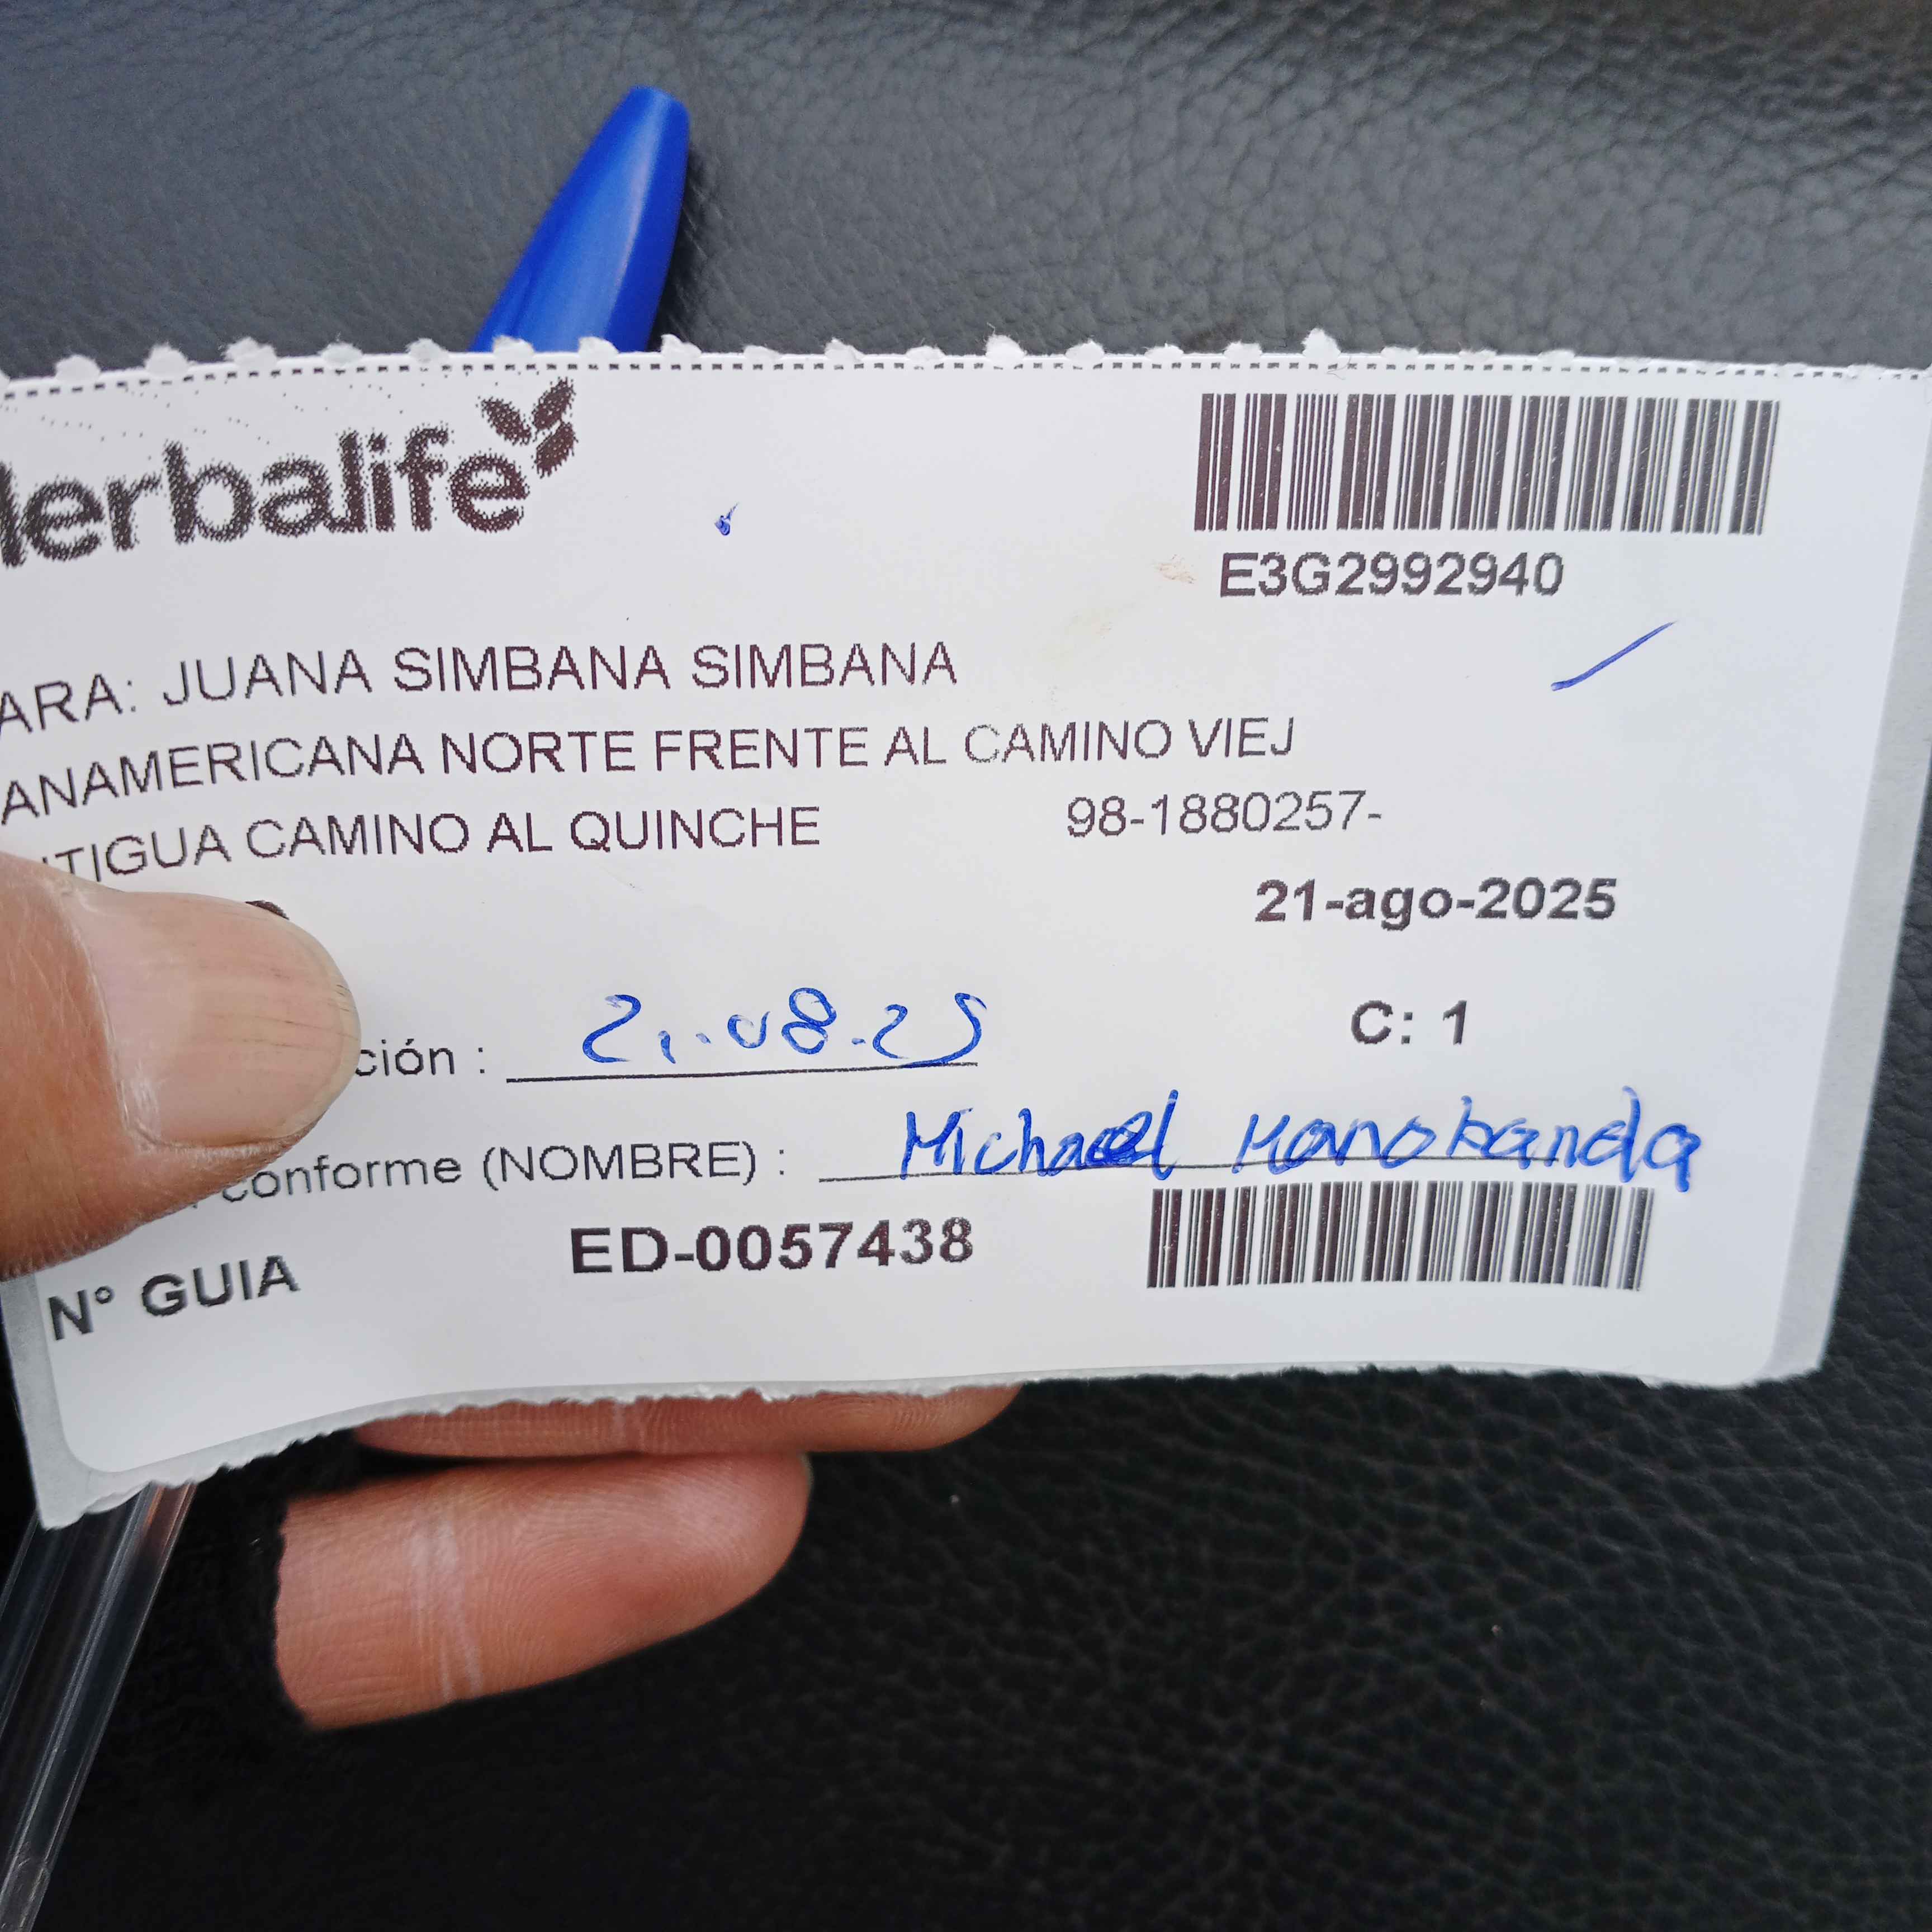 Herbalife
E3G2992940
ARA: JUANA SIMBANA SIMBANA
ANAMERICANA NORTE FRENTE AL CAMINO VIEJ
TIGUA CAMINO AL QUINCHE 98-1880257-
21-ago-2025
ción : 21.08.25
C: 1
conforme (NOMBRE) : Michael Manobanda
N° GUIA ED-0057438